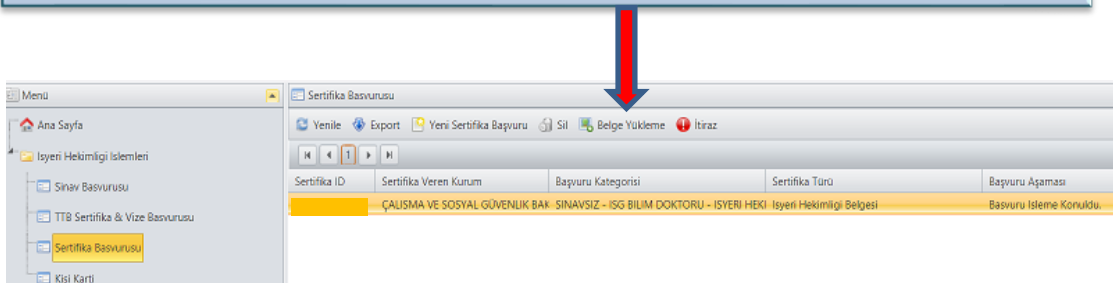 Menü
Ana Sayfa
Isyeri Hekimligi Islemleri
Sinav Basvurusu
TTB Sertifika & Vize Basvurusu
Sertifika Basvurusu
Kisi Karti
Sertifika Basvurusu
Yenile Export Yeni Sertifika Başvuru Sil Belge Yükleme İtiraz
1
Sertifika ID Sertifika Veren Kurum Başvuru Kategorisi Sertifika Türü Başvuru Aşaması
ÇALISMA VE SOSYAL GÜVENLIK BAK SINAVSIZ - ISG BILIM DOKTORU - ISYERI HEKI Isyeri Hekimligi Belgesi Basvuru Isleme Konuldu.